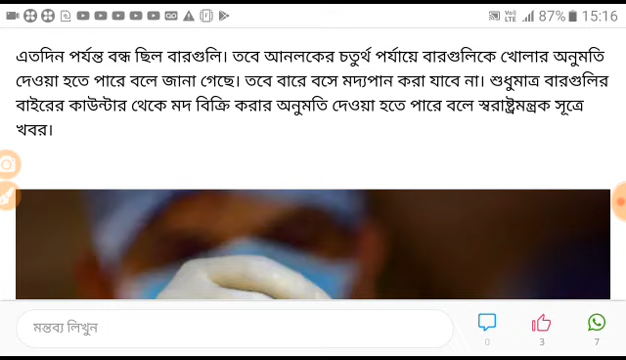 VoI) LTE 87% 15:16
এতদিন পর্যন্ত বন্ধ ছিল বারগুলি। তবে আনলকের চতুর্থ পর্যায়ে বারগুলিকে খোলার অনুমতি
দেওয়া হতে পারে বলে জানা গেছে। তবে বারে বসে মদ্যপান করা যাবে না। শুধুমাত্র বারগুলির
বাইরের কাউন্টার থেকে মদ বিক্রি করার অনুমতি দেওয়া হতে পারে বলে স্বরাষ্ট্রমন্ত্রক সূত্রে
খবর।
মন্তব্য লিখুন
0 3 7